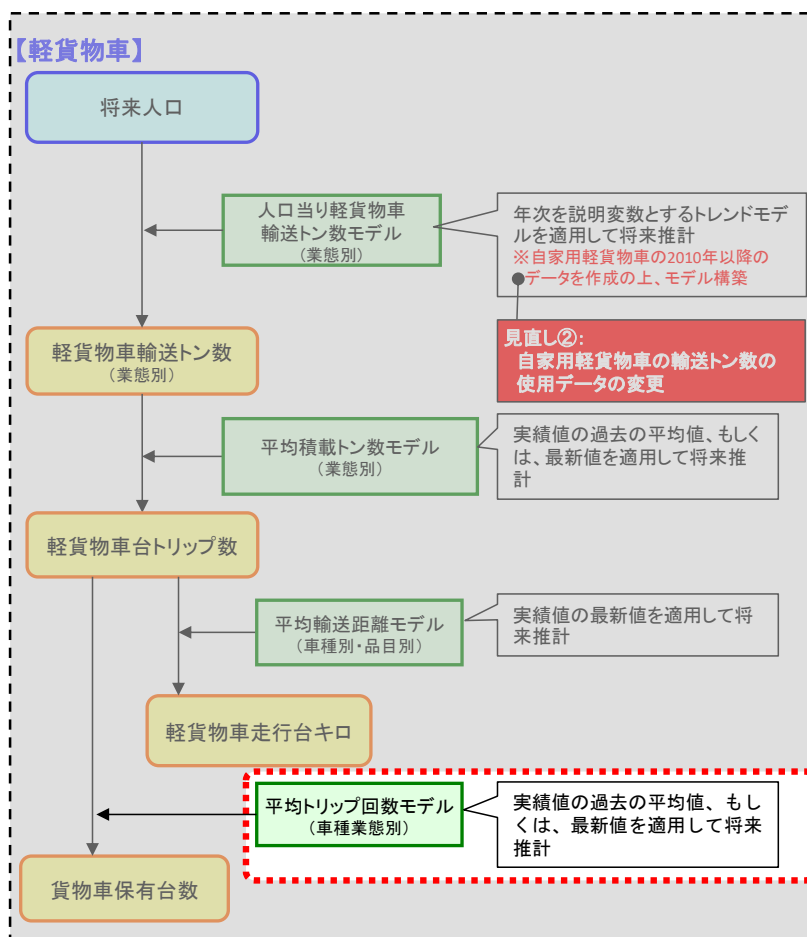 【軽貨物車】
将来人口
人口当り軽貨物車
輸送トン数モデル
（業態別）
年次を説明変数とするトレンドモデ
ルを適用して将来推計
※自家用軽貨物車の2010年以降の
データを作成の上、モデル構築
見直し②：
自家用軽貨物車の輸送トン数の
使用データの変更
軽貨物車輸送トン数
（業態別）
平均積載トン数モデル
（業態別）
実績値の過去の平均値、もしく
は、最新値を適用して将来推
計
軽貨物車台トリップ数
平均輸送距離モデル
（車種別・品目別）
実績値の最新値を適用して将
来推計
軽貨物車走行台キロ
平均トリップ回数モデル
（車種業態別）
実績値の過去の平均値、もし
くは、最新値を適用して将来
推計
貨物車保有台数